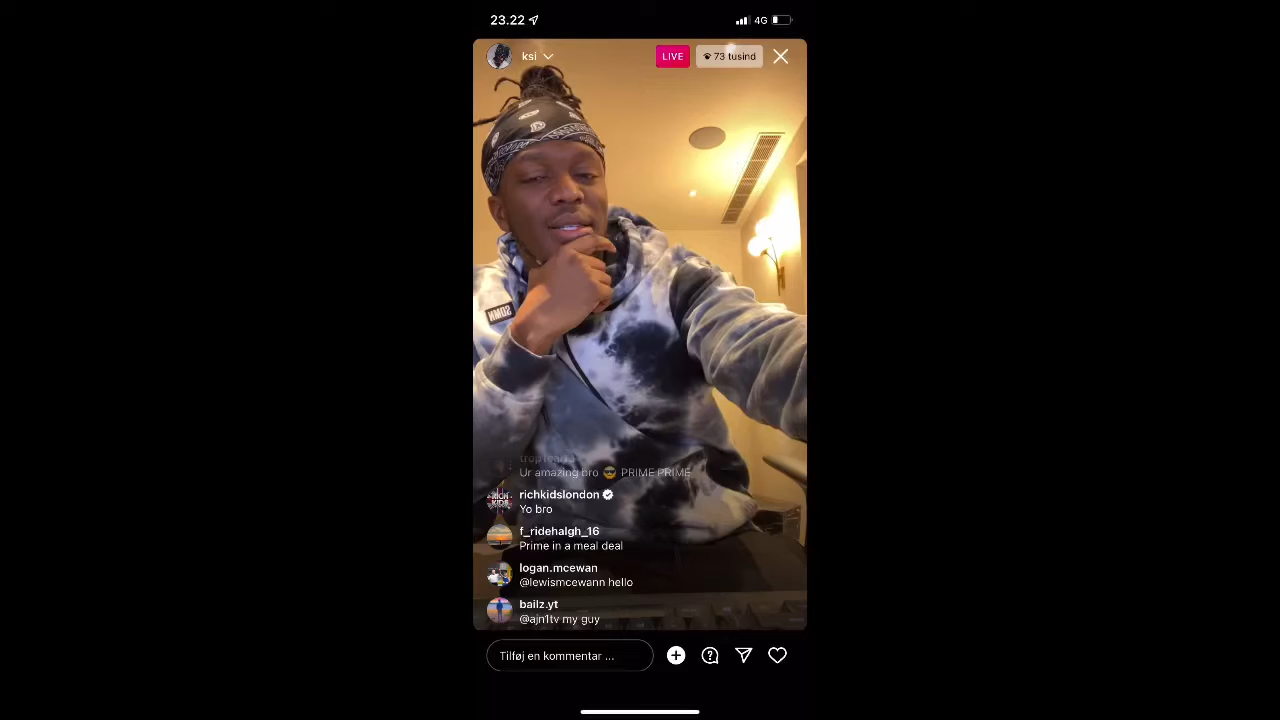 23.22
4G
ksi
LIVE
73 tusind
SDMN
Ur amazing bro 😎 PRIME PRIME
richkidslondon
Yo bro
f_ridehalgh_16
Prime in a meal deal
logan.mcewan
@lewismcewann hello
bailz.yt
@ajn1tv my guy
Tilføj en kommentar ...